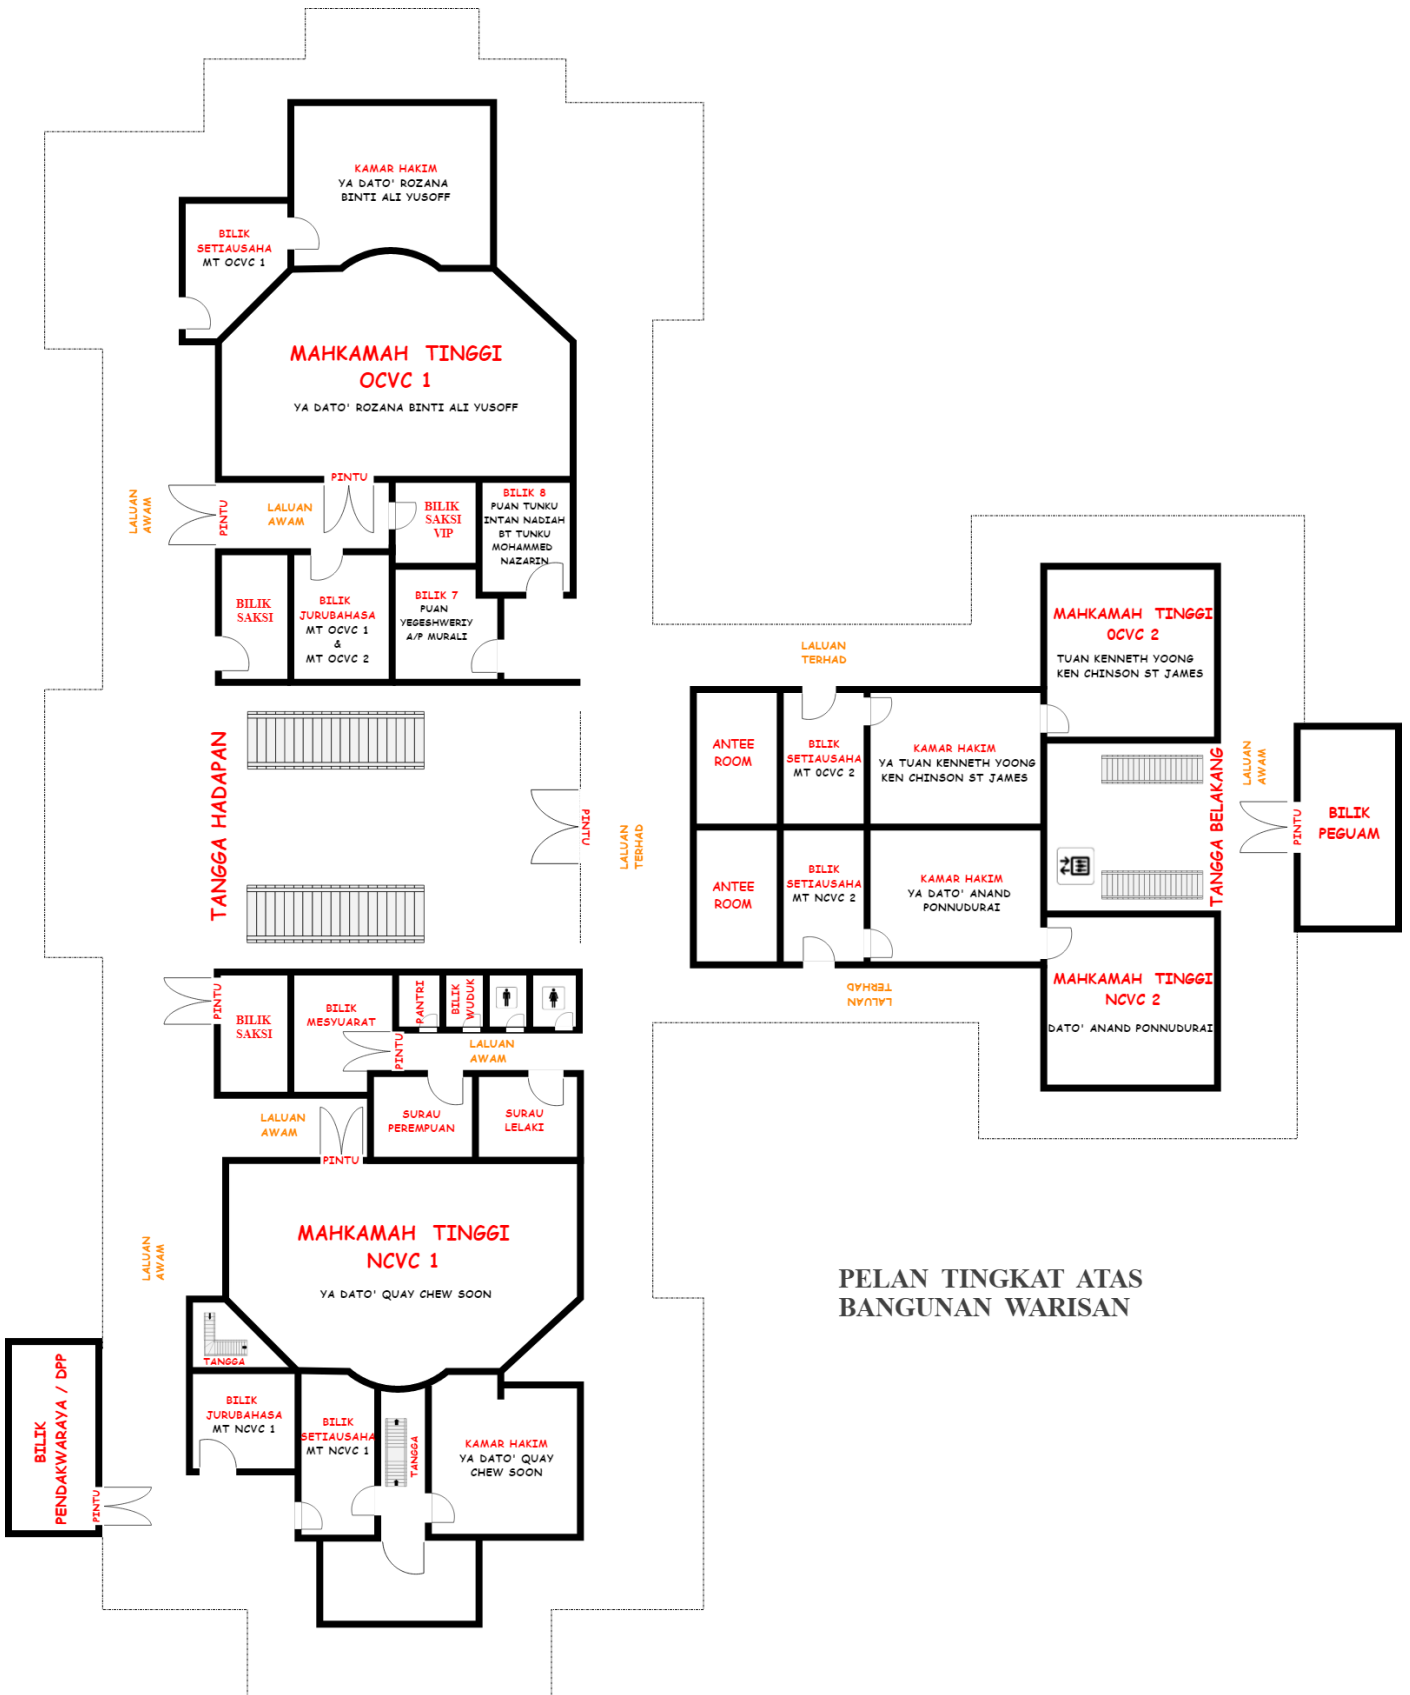 KAMAR HAKIM
YA DATO' ROZANA
BINTI ALI YUSOFF
BILIK
SETIAUSAHA
MT OCVC 1
MAHKAMAH TINGGI
OCVC 1
YA DATO' ROZANA BINTI ALI YUSOFF
PINTU
LALUAN
AWAM
PINTU
LALUAN
AWAM
BILIK
SAKSI
VIP
BILIK 8
PUAN TUNKU
INTAN NADIAH
BT TUNKU
MOHAMMED
NAZARIN
BILIK
SAKSI
BILIK
JURUBAHASA
MT OCVC 1
&
MT OCVC 2
BILIK 7
PUAN
YEGESHWERIY
A/P MURALI
TANGGA HADAPAN
PINTU
LALUAN
TERHAD
LALUAN
TERHAD
MAHKAMAH TINGGI
OCVC 2
TUAN KENNETH YOONG
KEN CHINSON ST JAMES
ANTEE
ROOM
BILIK
SETIAUSAHA
MT OCVC 2
KAMAR HAKIM
YA TUAN KENNETH YOONG
KEN CHINSON ST JAMES
TANGGA BELAKANG
LALUAN
AWAM
PINTU
BILIK
PEGUAM
ANTEE
ROOM
BILIK
SETIAUSAHA
MT NCVC 2
KAMAR HAKIM
YA DATO' ANAND
PONNUDURAI
LALUAN
TERHAD
MAHKAMAH TINGGI
NCVC 2
DATO' ANAND PONNUDURAI
PINTU
BILIK
SAKSI
BILIK
MESYUARAT
PANTRI
BILIK
WUDUK
PINTU
LALUAN
AWAM
SURAU
PEREMPUAN
SURAU
LELAKI
LALUAN
AWAM
PINTU
MAHKAMAH TINGGI
NCVC 1
YA DATO' QUAY CHEW SOON
LALUAN
AWAM
TANGGA
BILIK
JURUBAHASA
MT NCVC 1
BILIK
SETIAUSAHA
MT NCVC 1
TANGGA
KAMAR HAKIM
YA DATO' QUAY
CHEW SOON
BILIK
PENDAKWARAYA / DPP
PINTU
PELAN TINGKAT ATAS
BANGUNAN WARISAN